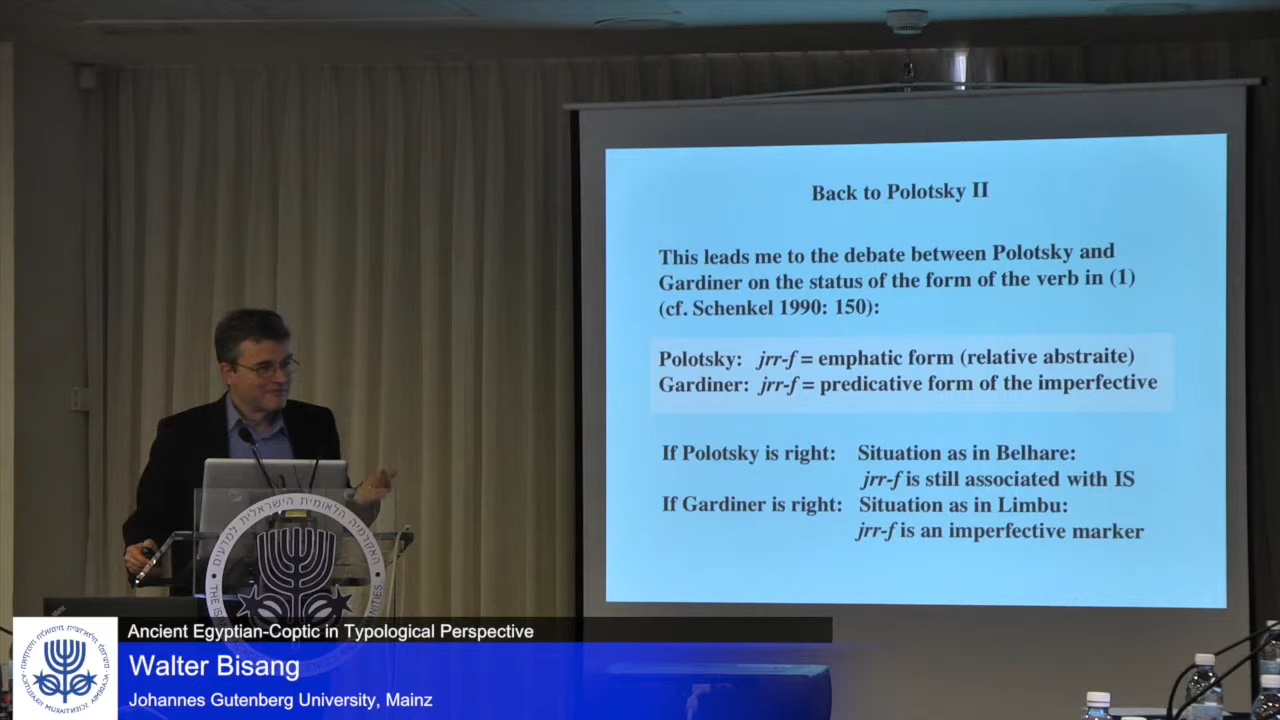 Back to Polotsky II
This leads me to the debate between Polotsky and
Gardiner on the status of the form of the verb in (1)
(cf. Schenkel 1990: 150):
Polotsky: jrr-f = emphatic form (relative abstraite)
Gardiner: jrr-f = predicative form of the imperfective
If Polotsky is right: Situation as in Belhare:
jrr-f is still associated with IS
If Gardiner is right: Situation as in Limbu:
jrr-f is an imperfective marker
האקדמיה הלאומית הישראלית למדעים
Ancient Egyptian-Coptic in Typological Perspective
Walter Bisang
Johannes Gutenberg University, Mainz